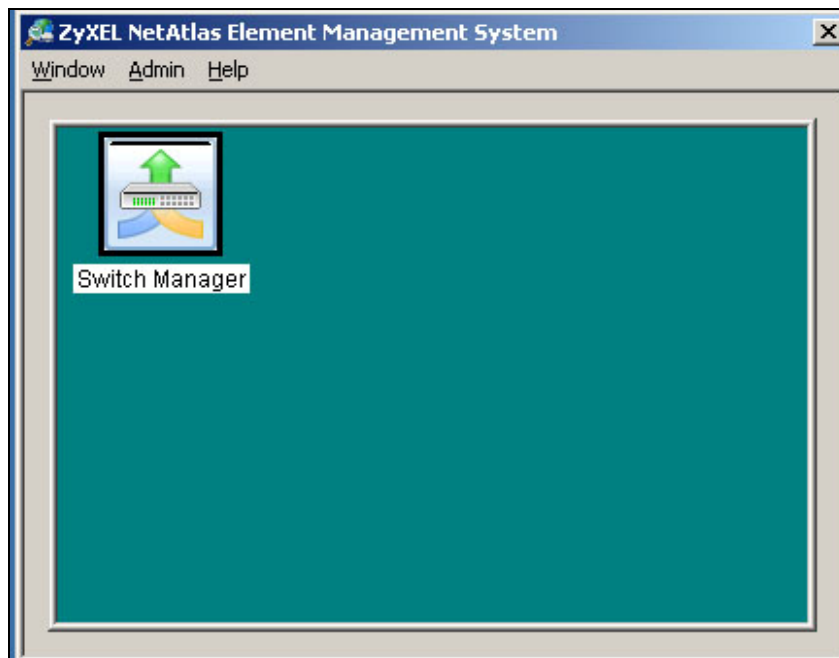 ZyXEL NetAtlas Element Management System
Window Admin Help
Switch Manager